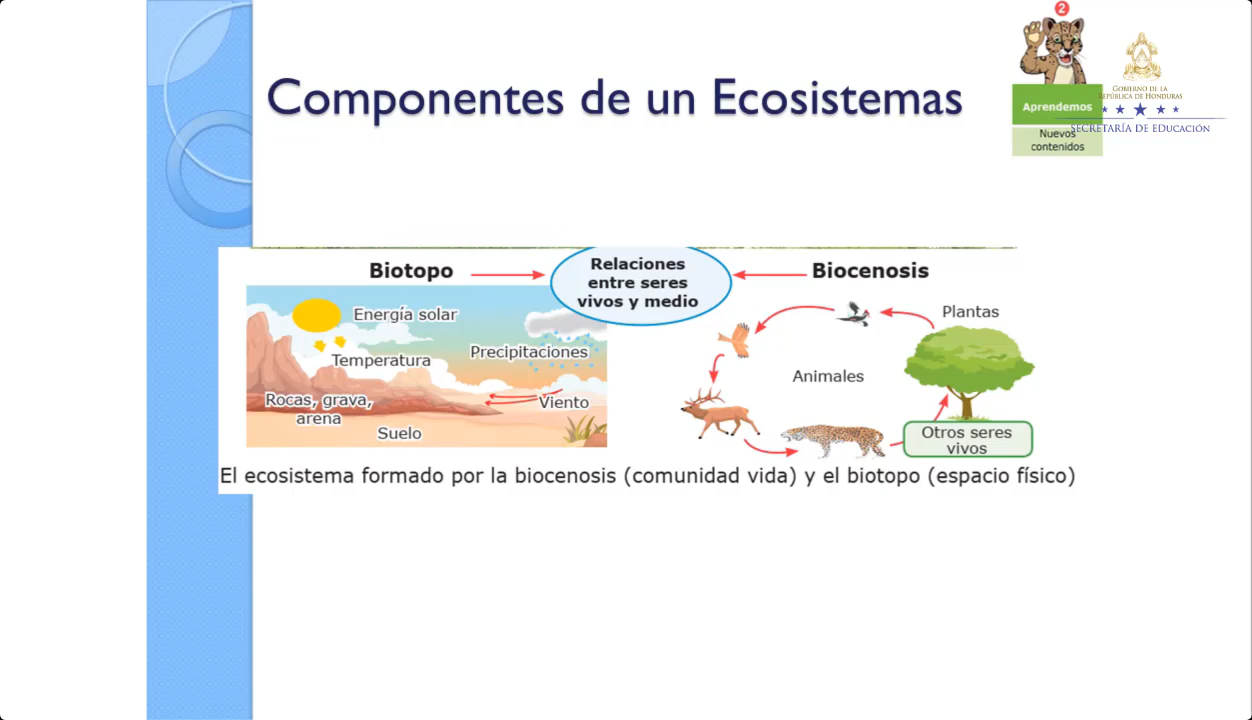 2
Componentes de un Ecosistemas
GOBIERNO DE LA
REPÚBLICA DE HONDURAS
Aprendemos
SECRETARÍA DE EDUCACIÓN
Nuevos
contenidos
Biotopo
Relaciones
entre seres
vivos y medio
Biocenosis
Energía solar
Plantas
Precipitaciones
Temperatura
Animales
Rocas, grava,
arena
Viento
Suelo
Otros seres
vivos
El ecosistema formado por la biocenosis (comunidad vida) y el biotopo (espacio físico)